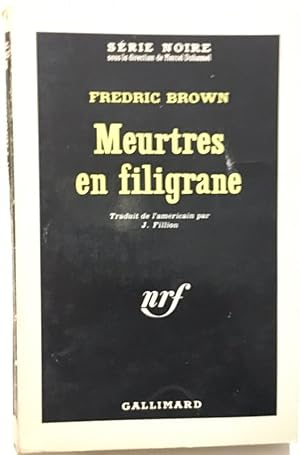 SÉRIE NOIRE
sous la direction de Marcel Duhamel
FREDRIC BROWN
Meurtres
en filigrane
Traduit de l'americain par
J. Fillion
nrf
GALLIMARD